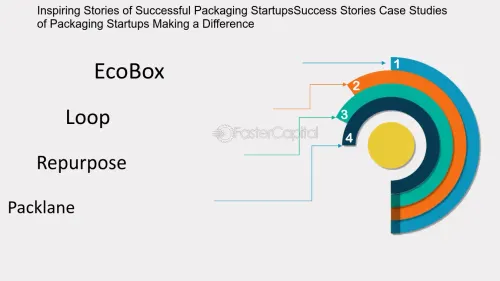 Inspiring Stories of Successful Packaging StartupsSuccess Stories Case Studies
of Packaging Startups Making a Difference
EcoBox
1
2
Loop
3
FasterCapital
4
Repurpose
Packlane